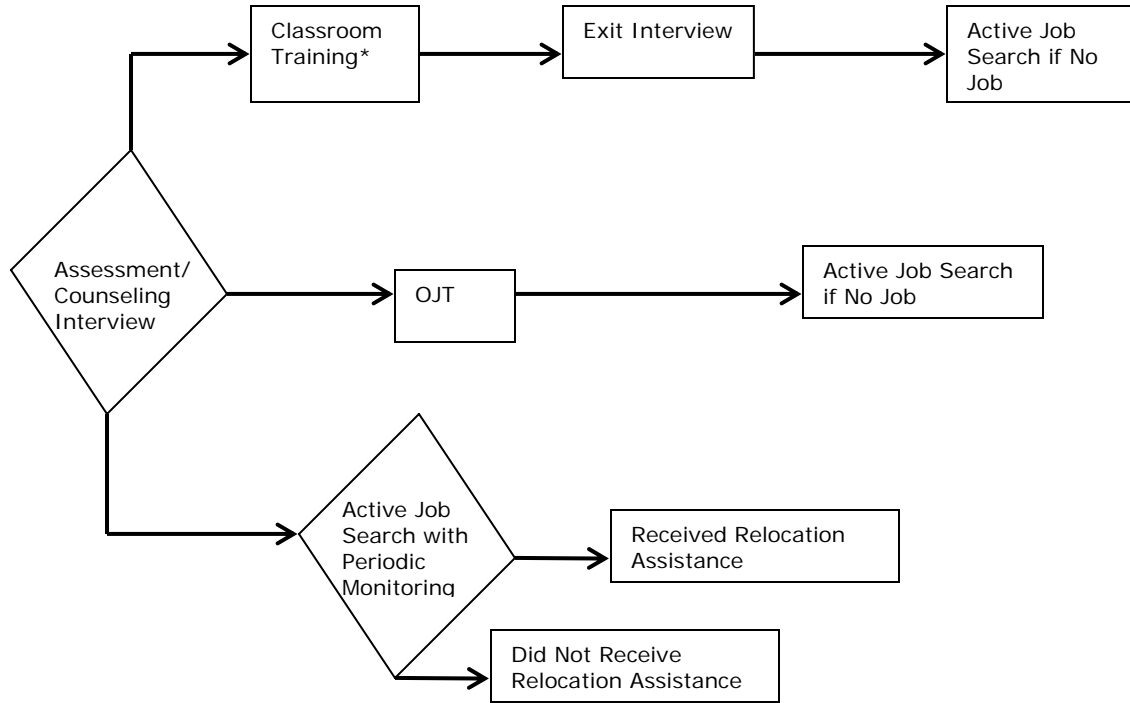 Classroom
Training*
Exit Interview
Active Job
Search if No
Job
Assessment/
Counseling
Interview
OJT
Active Job Search
if No Job
Active Job
Search with
Periodic
Monitoring
Received Relocation
Assistance
Did Not Receive
Relocation Assistance